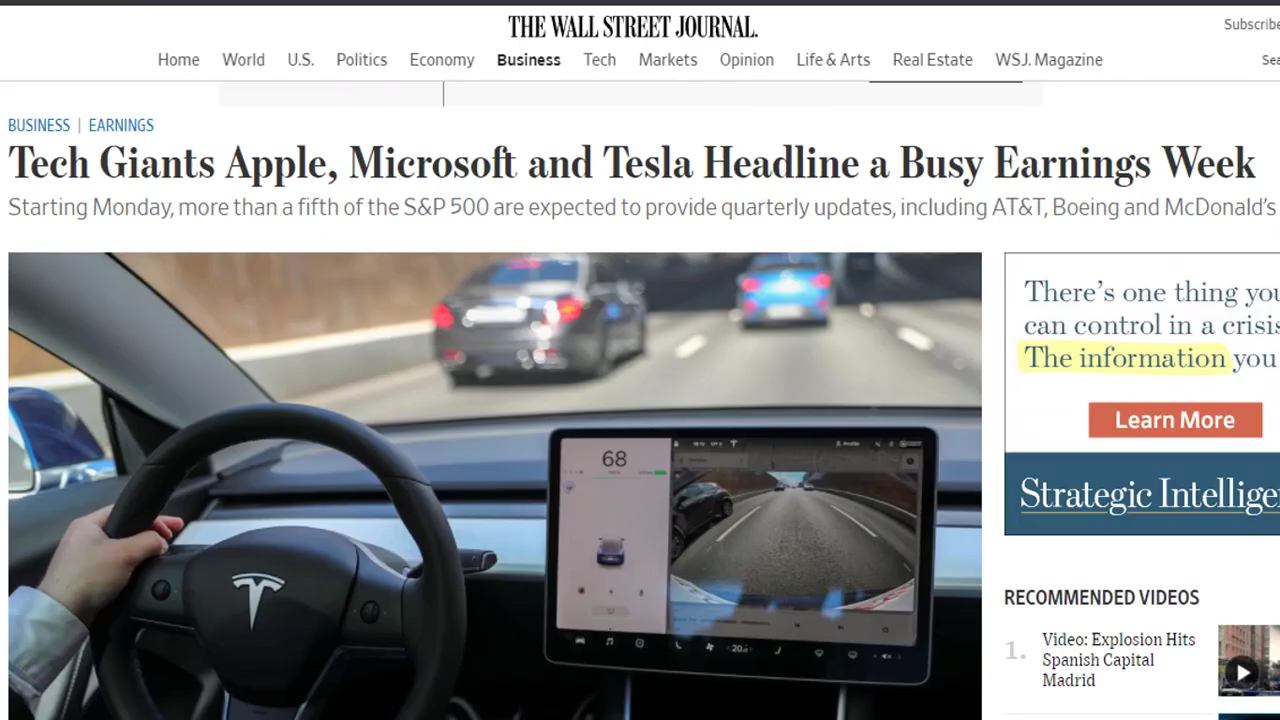 THE WALL STREET JOURNAL.
Subscribe
Home World U.S. Politics Economy Business Tech Markets Opinion Life & Arts Real Estate WSJ. Magazine
BUSINESS | EARNINGS
Tech Giants Apple, Microsoft and Tesla Headline a Busy Earnings Week
Starting Monday, more than a fifth of the S&P 500 are expected to provide quarterly updates, including AT&T, Boeing and McDonald's
68
There's one thing you
can control in a crisis
The information you
Learn More
Strategic Intellige
RECOMMENDED VIDEOS
1. Video: Explosion Hits
Spanish Capital
Madrid